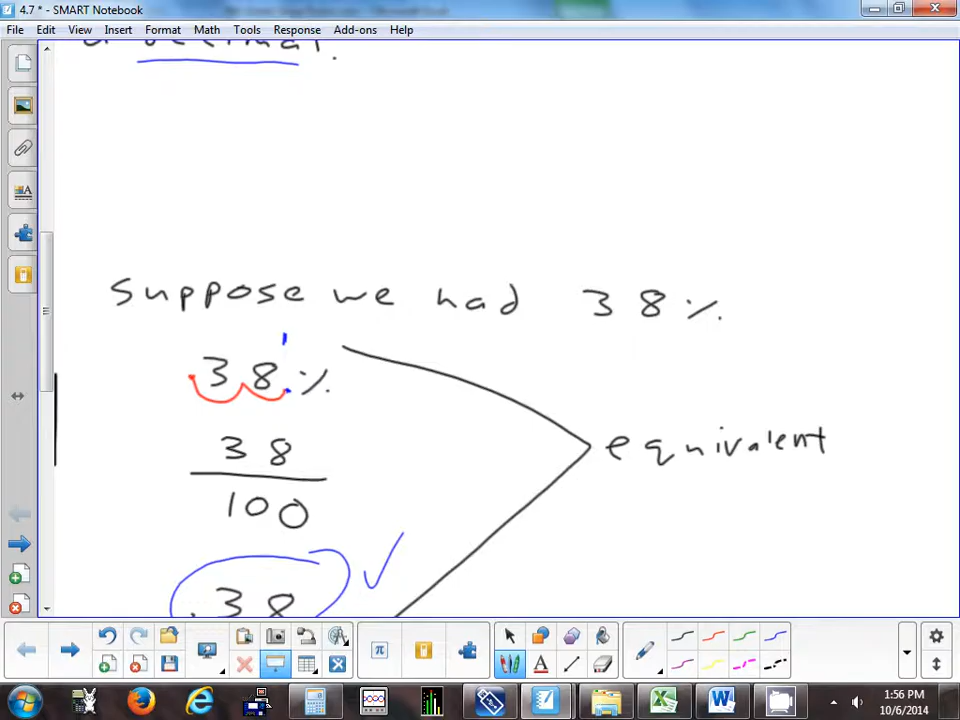 4.7 * - SMART Notebook
File Edit View Insert Format Math Tools Response Add-ons Help
a decimal.
suppose we had 38%
38%
equivalent
38
100
.38
1:56 PM
10/6/2014